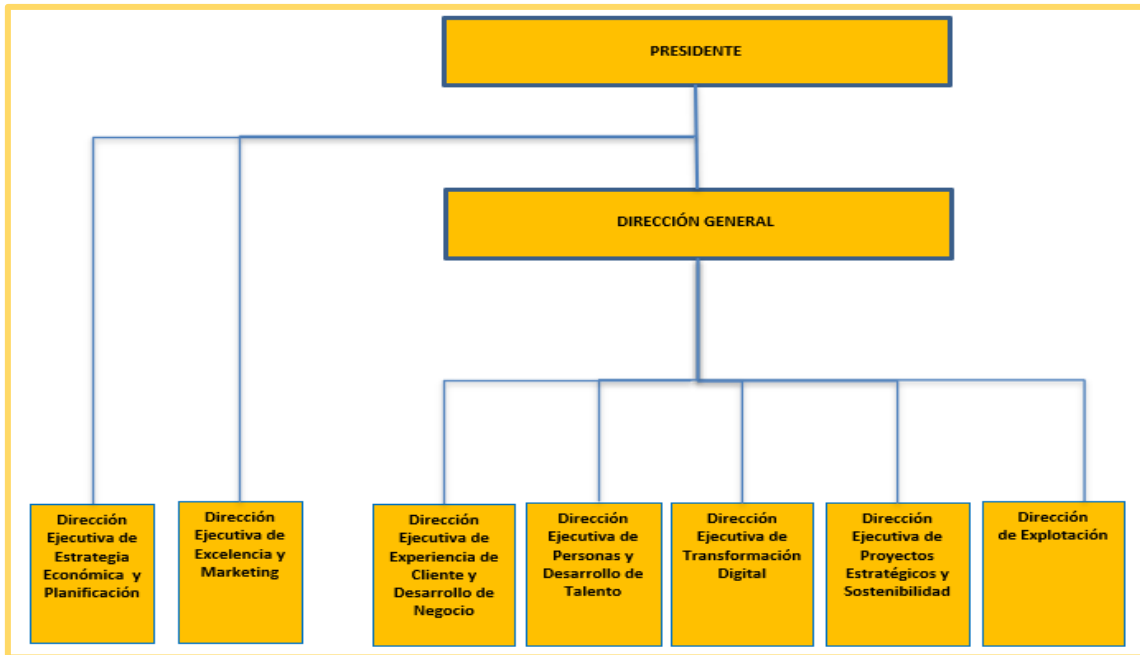 PRESIDENTE
DIRECCIÓN GENERAL
Dirección
Ejecutiva de
Estrategia
Económica y
Planificación
Dirección
Ejecutiva de
Excelencia y
Marketing
Dirección
Ejecutiva de
Experiencia de
Cliente y
Desarrollo de
Negocio
Dirección
Ejecutiva de
Personas y
Desarrollo de
Talento
Dirección
Ejecutiva de
Transformación
Digital
Dirección
Ejecutiva de
Proyectos
Estratégicos y
Sostenibilidad
Dirección
de Explotación